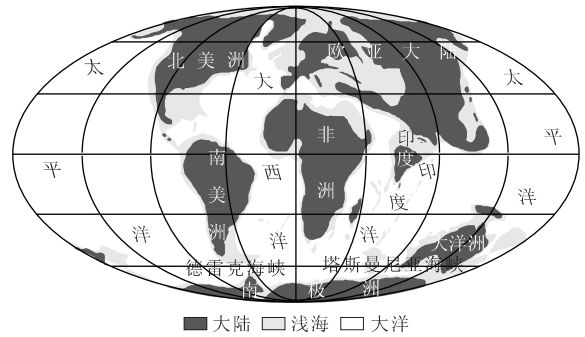 北美洲
欧亚大陆
太
大
太
非
印
平
平
南
度
印
西
美
洲
度
洋
洲
洋
洋
洋
大洋洲
德雷克海峡
塔斯曼尼亚海峡
南极洲
大陆
浅海
大洋